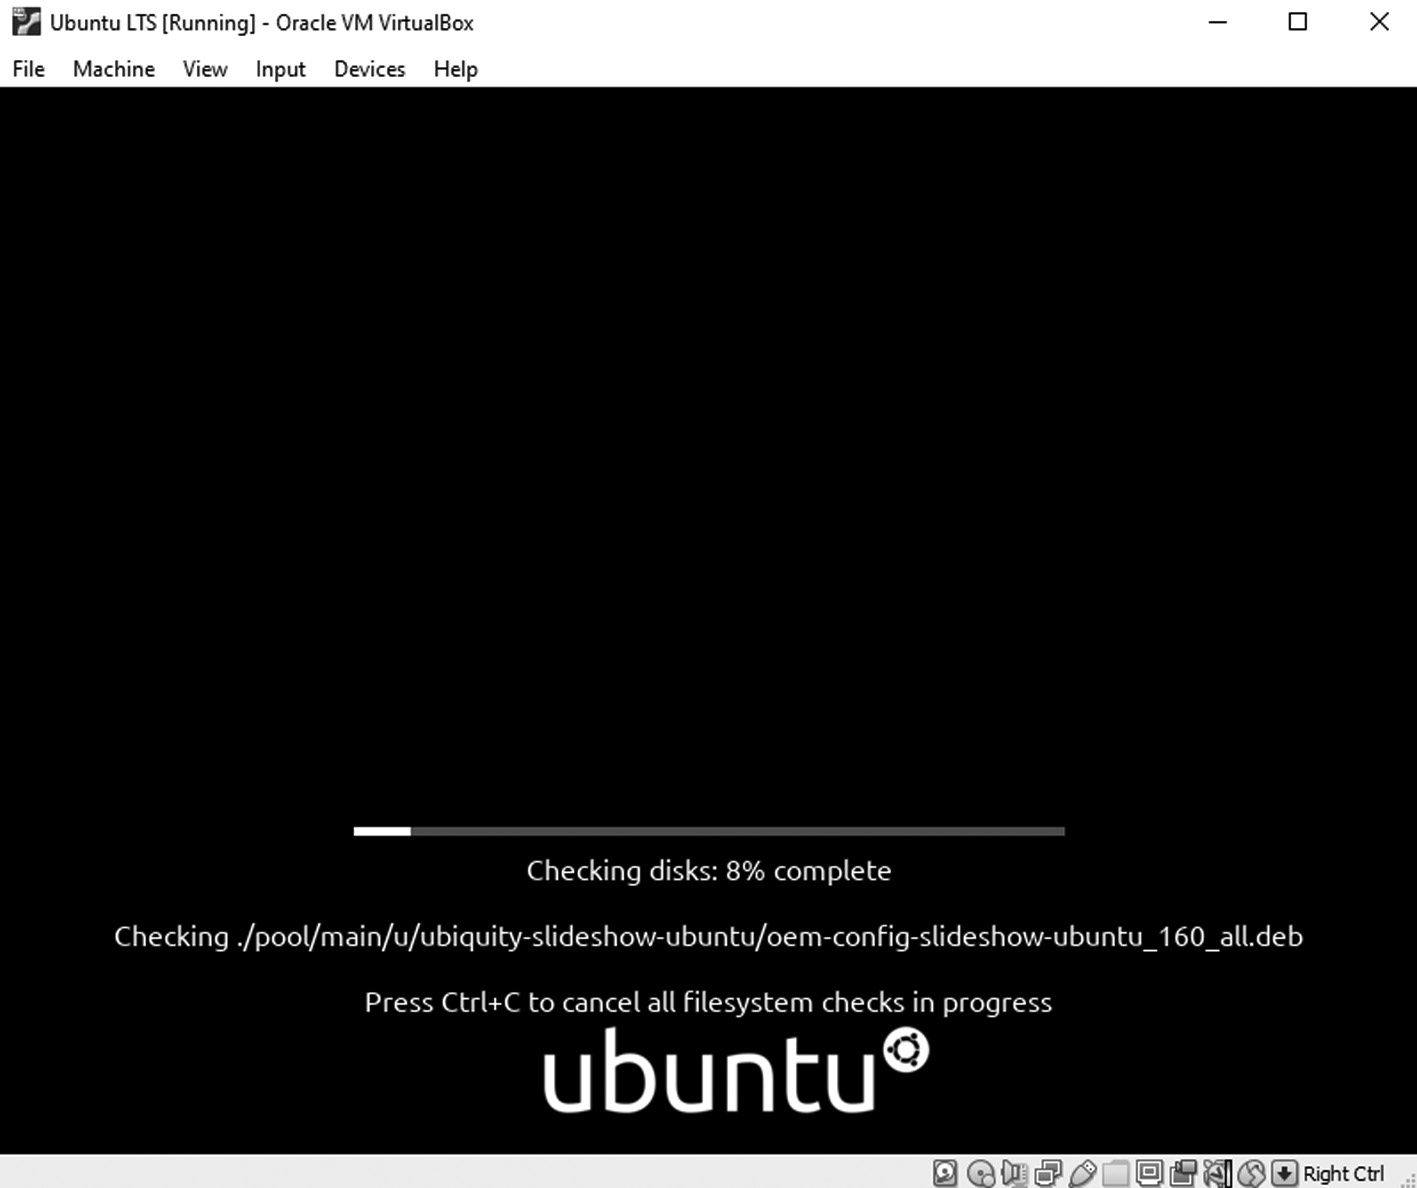 Ubuntu LTS [Running] - Oracle VM VirtualBox
File Machine View Input Devices Help
Checking disks: 8% complete
Checking ./pool/main/u/ubiquity-slideshow-ubuntu/oem-config-slideshow-ubuntu_160_all.deb
Press Ctrl+C to cancel all filesystem checks in progress
ubuntu
Right Ctrl